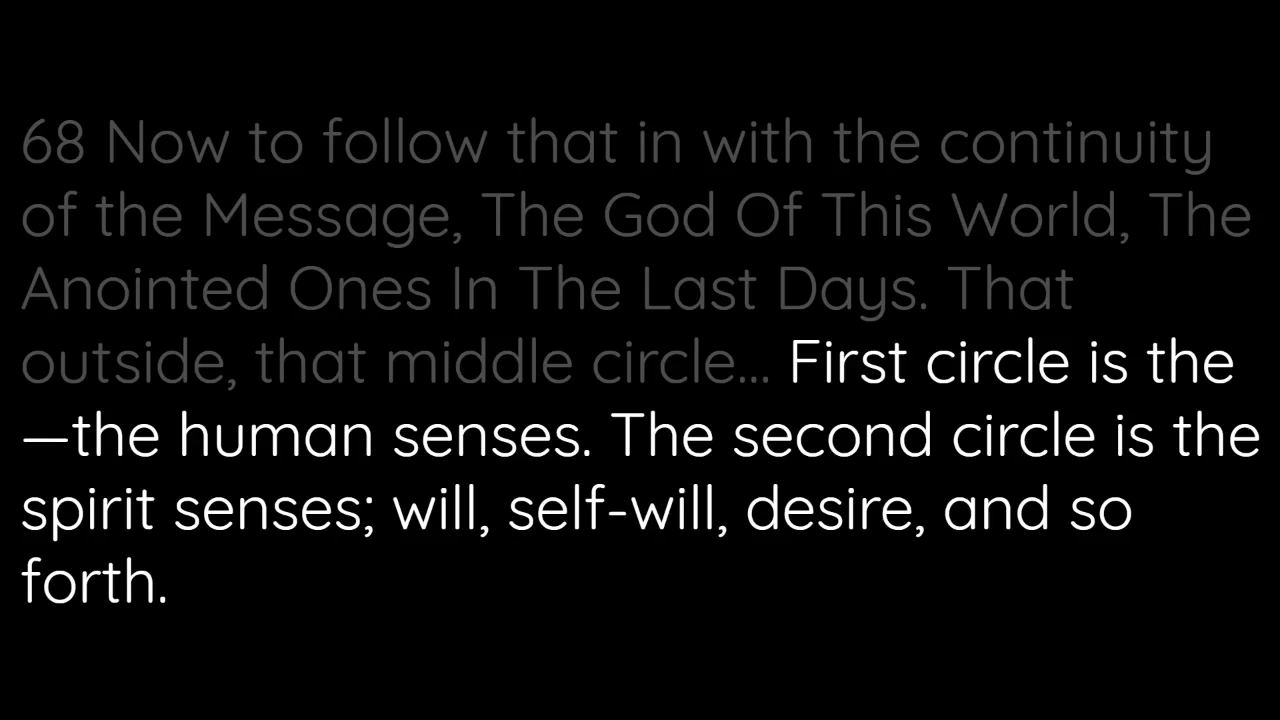 68 Now to follow that in with the continuity
of the Message, The God Of This World, The
Anointed Ones In The Last Days. That
outside, that middle circle... First circle is the
—the human senses. The second circle is the
spirit senses; will, self-will, desire, and so
forth.